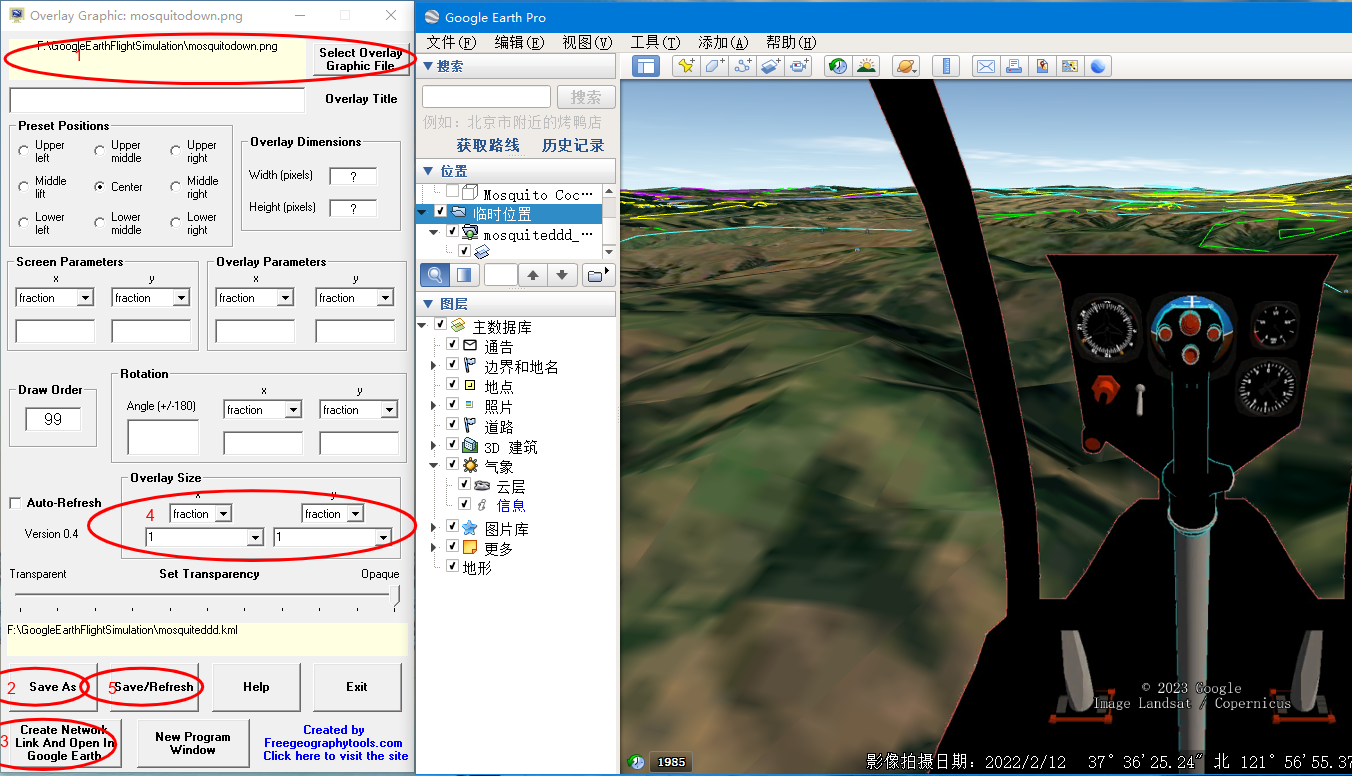 Overlay Graphic: mosquitodown.png
F:\GoogleEarthFlightSimulation\mosquitodown.png
1
Select Overlay
Graphic File
Overlay Title
Preset Positions
Upper
left
Upper
middle
Upper
right
Middle
lift
Center
Middle
right
Lower
left
Lower
middle
Lower
right
Overlay Dimensions
Width (pixels)
?
Height (pixels)
?
Screen Parameters
x
y
fraction
fraction
Overlay Parameters
x
y
fraction
fraction
Draw Order
99
Rotation
Angle (+/-180)
x
y
fraction
fraction
Auto-Refresh
Version 0.4
Overlay Size
x
y
4
fraction
fraction
1
1
Transparent
Set Transparency
Opaque
F:\GoogleEarthFlightSimulation\mosquiteddd.kml
2
Save As
5
Save/Refresh
Help
Exit
3
Create Network
Link And Open In
Google Earth
New Program
Window
Created by
Freegeographytools.com
Click here to visit the site
Google Earth Pro
文件(F)
编辑(E)
视图(V)
工具(T)
添加(A)
帮助(H)
搜索
搜索
例如: 北京市附近的烤鸭店
获取路线
历史记录
位置
Mosquito Coc…
临时位置
mosquiteddd_…
图层
主数据库
通告
边界和地名
地点
照片
道路
3D 建筑
气象
云层
信息
图片库
更多
地形
© 2023 Google
Image Landsat / Copernicus
1985
影像拍摄日期: 2022/2/12 37°36'25.24" 北 121°56'55.37